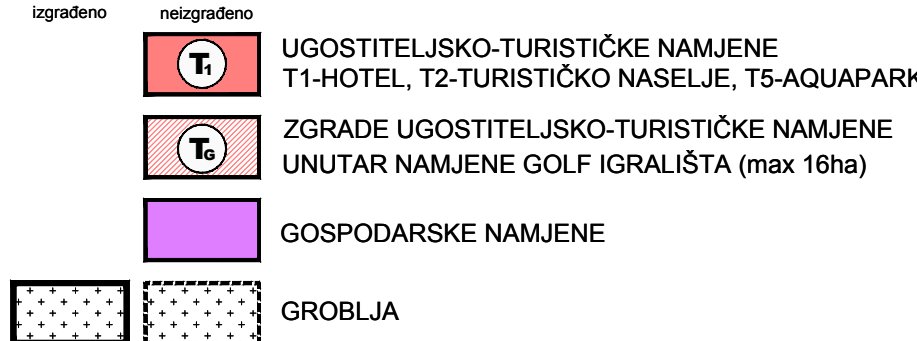 izgrađeno neizgrađeno
T1 UGOSTITELJSKO-TURISTIČKE NAMJENE
T1-HOTEL, T2-TURISTIČKO NASELJE, T5-AQUAPARK
TG ZGRADE UGOSTITELJSKO-TURISTIČKE NAMJENE
UNUTAR NAMJENE GOLF IGRALIŠTA (max 16ha)
GOSPODARSKE NAMJENE
GROBLJA